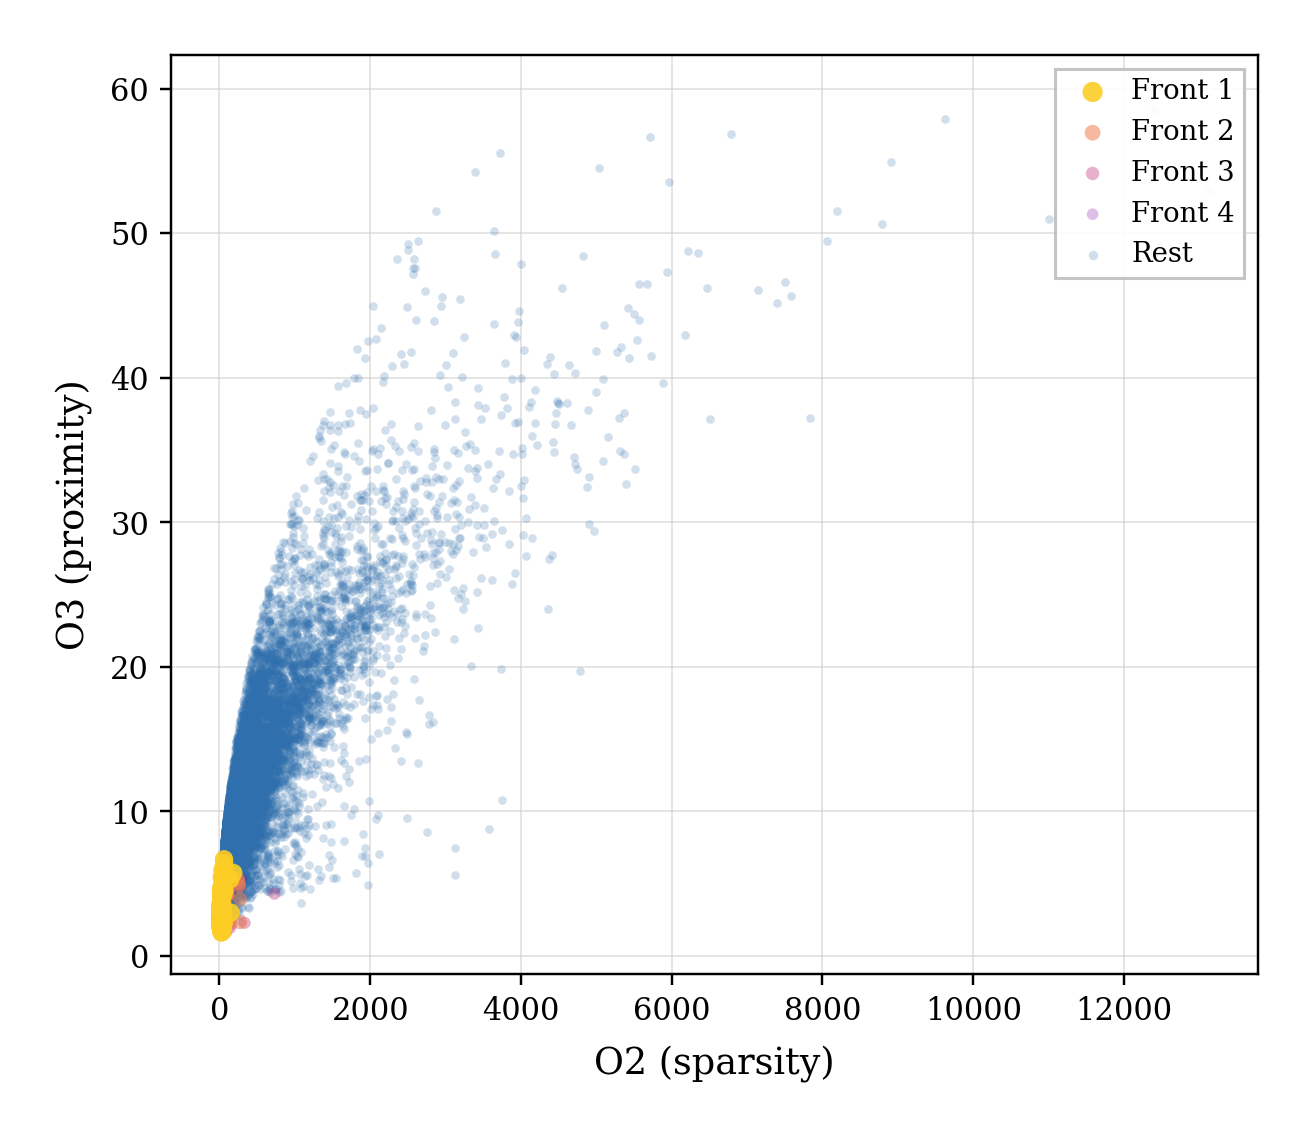 60
50
40
30
20
10
0
O3 (proximity)
Front 1
Front 2
Front 3
Front 4
Rest
0 2000 4000 6000 8000 10000 12000
O2 (sparsity)